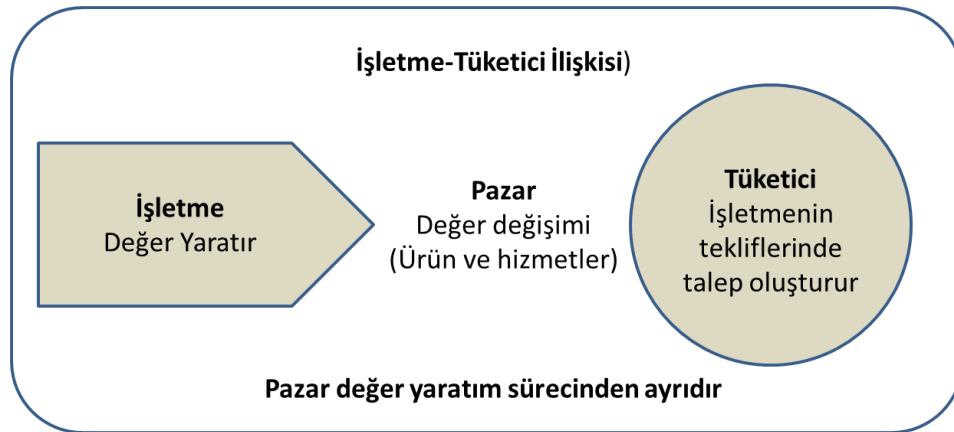 İşletme-Tüketici İlişkisi)
İşletme
Değer Yaratır
Pazar
Değer değişimi
(Ürün ve hizmetler)
Tüketici
İşletmenin
tekliflerinde
talep oluşturur
Pazar değer yaratım sürecinden ayrıdır